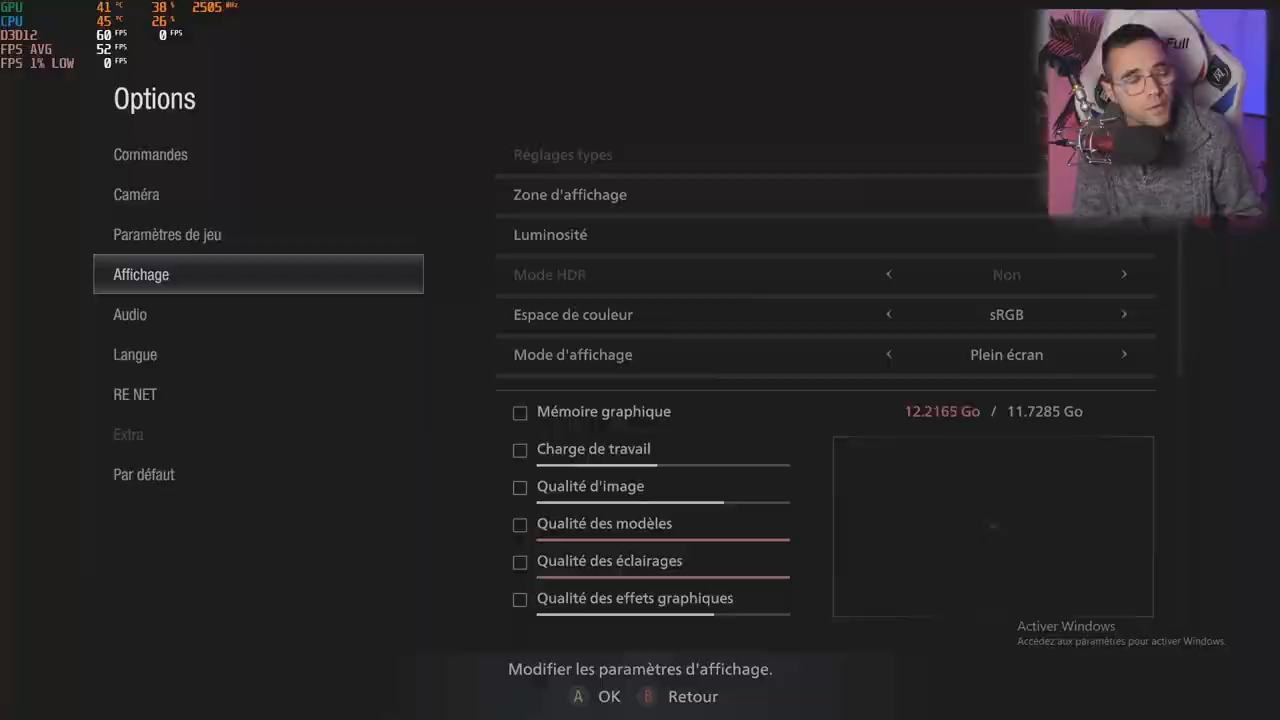 GPU 41 °C 38 % 2505 MHz
CPU 45 °C 26 %
D3D12 60 FPS 0 FPS
FPS AVG 52 FPS
FPS 1% LOW 0 FPS
Full
Options
Commandes
Caméra
Paramètres de jeu
Affichage
Audio
Langue
RE NET
Extra
Par défaut
Réglages types
Zone d'affichage
Luminosité
Mode HDR < Non >
Espace de couleur < sRGB >
Mode d'affichage < Plein écran >
Mémoire graphique 12.2165 Go / 11.7285 Go
Charge de travail
Qualité d'image
Qualité des modèles
Qualité des éclairages
Qualité des effets graphiques
Activer Windows
Accédez aux paramètres pour activer Windows.
Modifier les paramètres d'affichage.
A OK B Retour